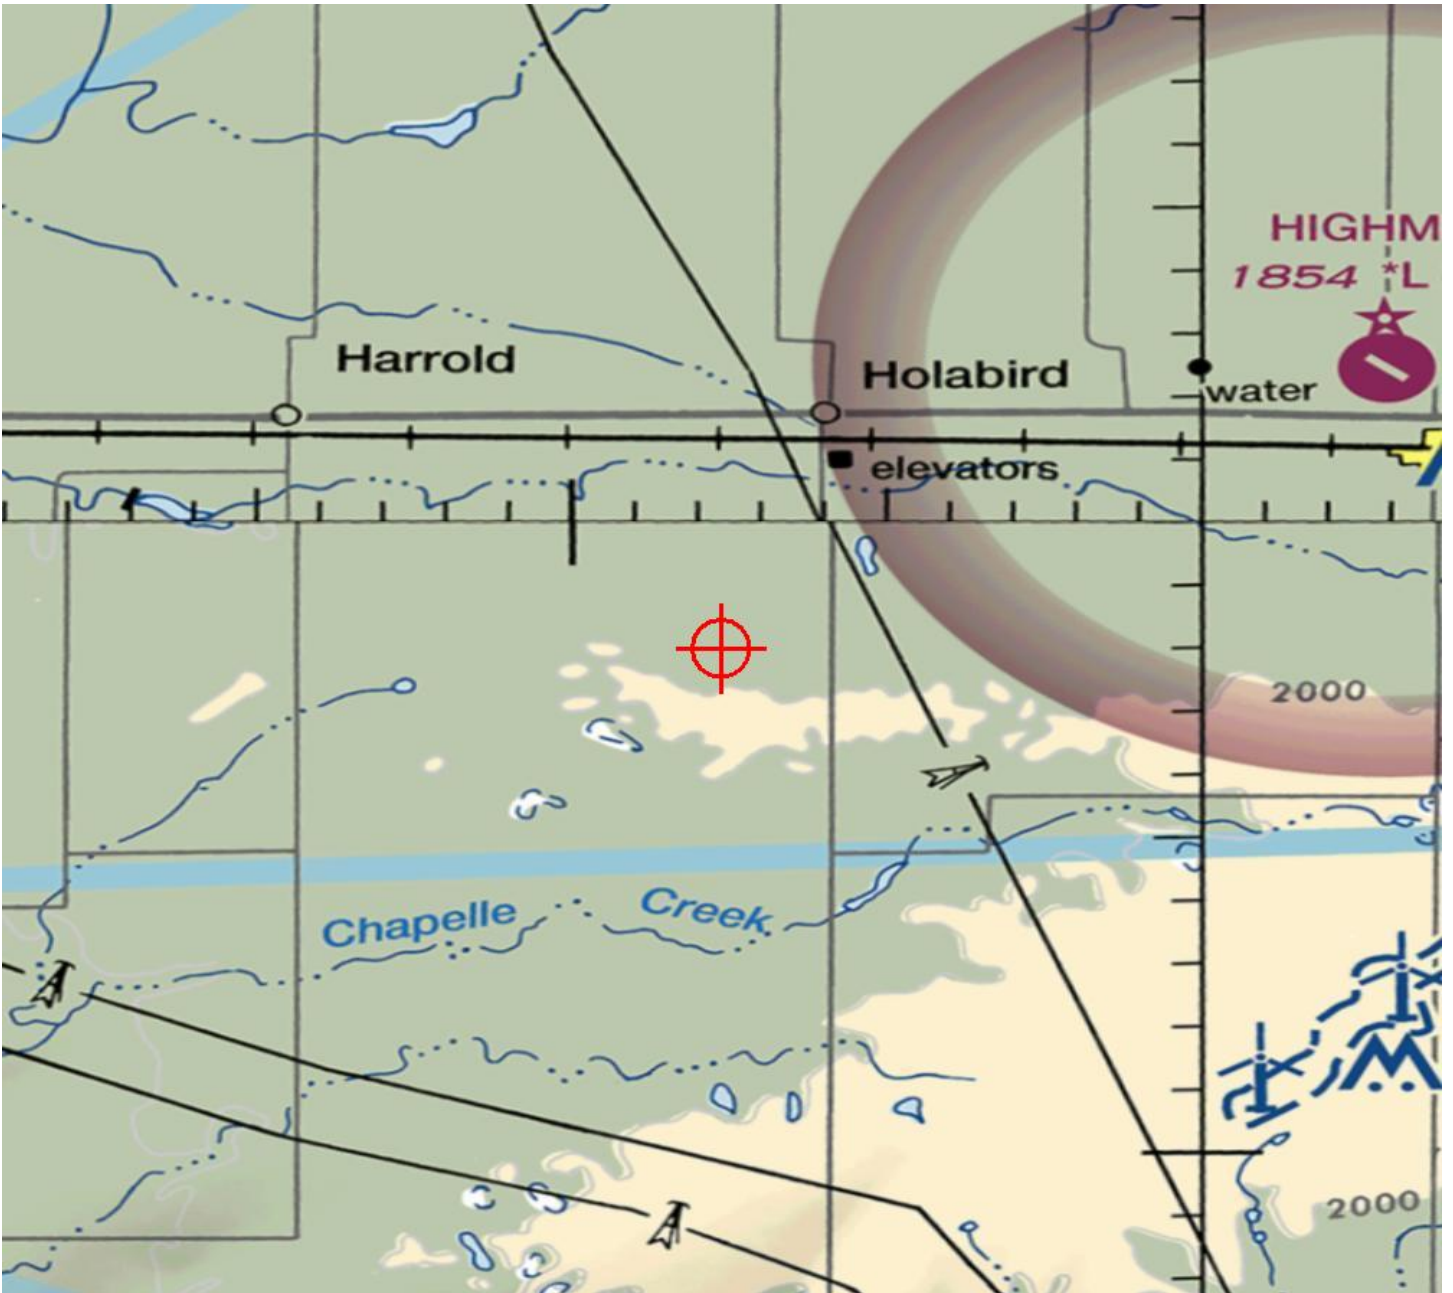 HIGHM
1854 *L
Harrold
Holabird
water
elevators
2000
Chapelle Creek
2000